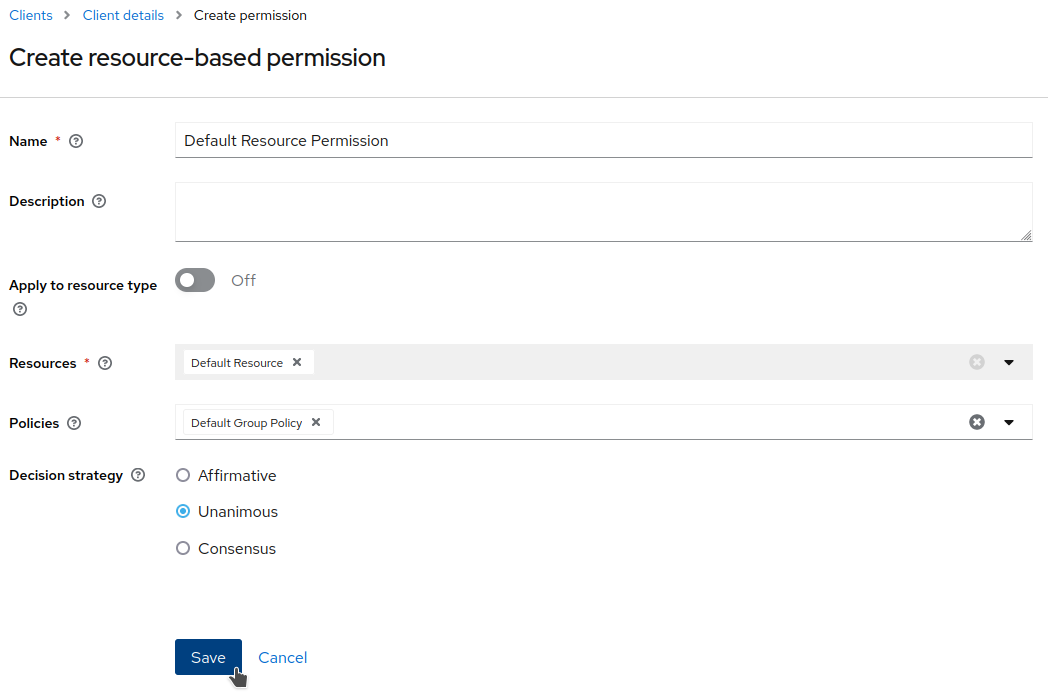 Clients > Client details > Create permission
Create resource-based permission
Name *
Default Resource Permission
Description
Apply to resource type
Off
Resources *
Default Resource
Policies
Default Group Policy
Decision strategy
Affirmative
Unanimous
Consensus
Save Cancel